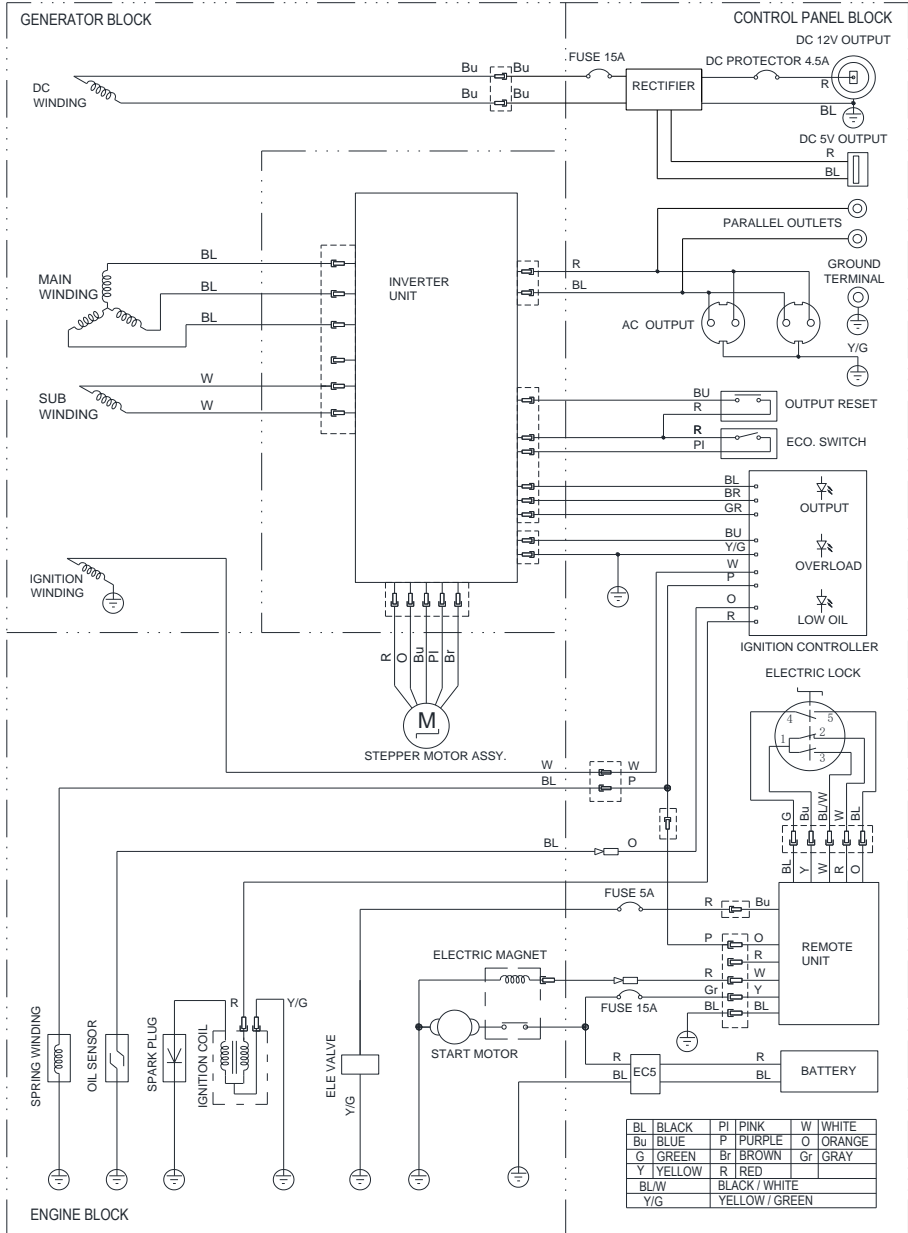 GENERATOR BLOCK
CONTROL PANEL BLOCK
DC 12V OUTPUT
FUSE 15A
DC PROTECTOR 4.5A
Bu
Bu
DC
WINDING
Bu
Bu
RECTIFIER
R
BL
DC 5V OUTPUT
R
BL
PARALLEL OUTLETS
GROUND
TERMINAL
MAIN
WINDING
BL
BL
BL
INVERTER
UNIT
R
BL
AC OUTPUT
Y/G
SUB
WINDING
W
W
BU
R
OUTPUT RESET
R
PI
ECO. SWITCH
BL
BR
GR
OUTPUT
BU
Y/G
OVERLOAD
W
P
O
R
LOW OIL
IGNITION CONTROLLER
IGNITION
WINDING
R
O
Bu
PI
Br
M
STEPPER MOTOR ASSY.
ELECTRIC LOCK
4
5
1
2
3
W
W
BL
P
G
Bu
BL/W
W
BL
BL
Y
W
R
O
BL
O
FUSE 5A
R
Bu
REMOTE
UNIT
P
O
R
R
W
Gr
Y
BL
BL
ELECTRIC MAGNET
FUSE 15A
START MOTOR
R
Y/G
SPRING WINDING
OIL SENSOR
SPARK PLUG
IGNITION COIL
ELE VALVE
Y/G
R
BL
EC5
R
BL
BATTERY
BL BLACK PI PINK W WHITE
Bu BLUE P PURPLE O ORANGE
G GREEN Br BROWN Gr GRAY
Y YELLOW R RED
BL/W BLACK / WHITE
Y/G YELLOW / GREEN
ENGINE BLOCK